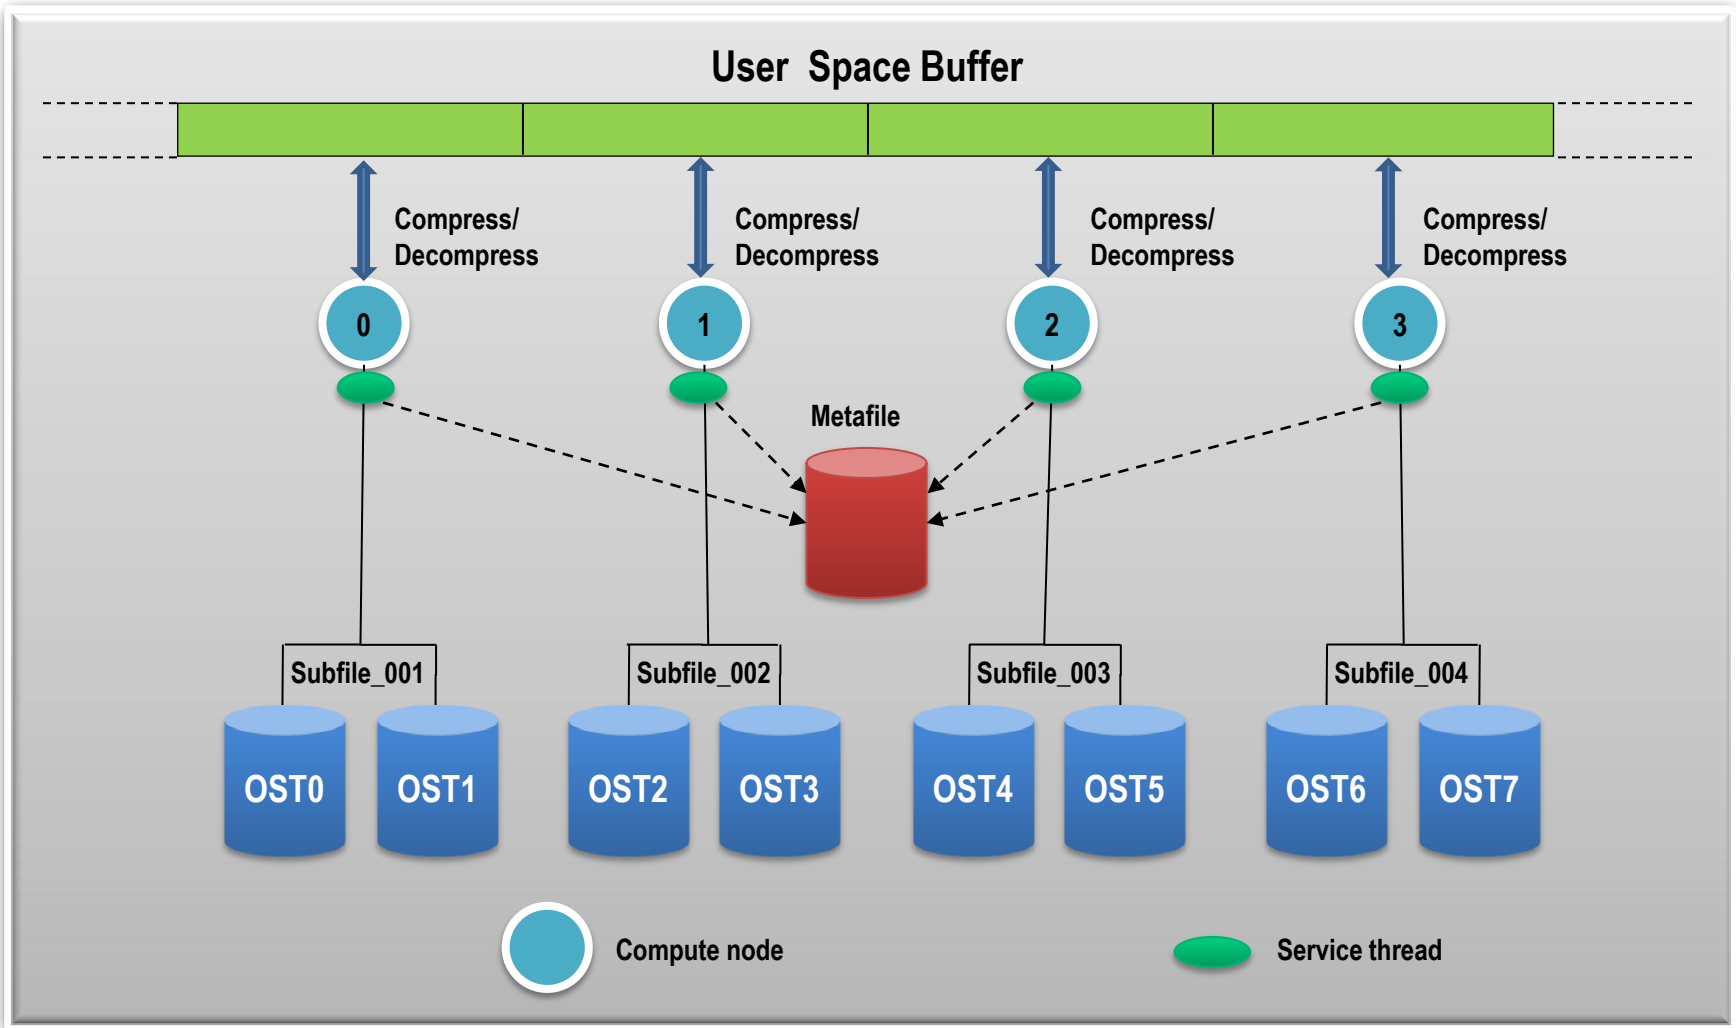 User Space Buffer
Compress/
Decompress
Compress/
Decompress
Compress/
Decompress
Compress/
Decompress
0
1
2
3
Metafile
Subfile_001
Subfile_002
Subfile_003
Subfile_004
OST0
OST1
OST2
OST3
OST4
OST5
OST6
OST7
Compute node
Service thread